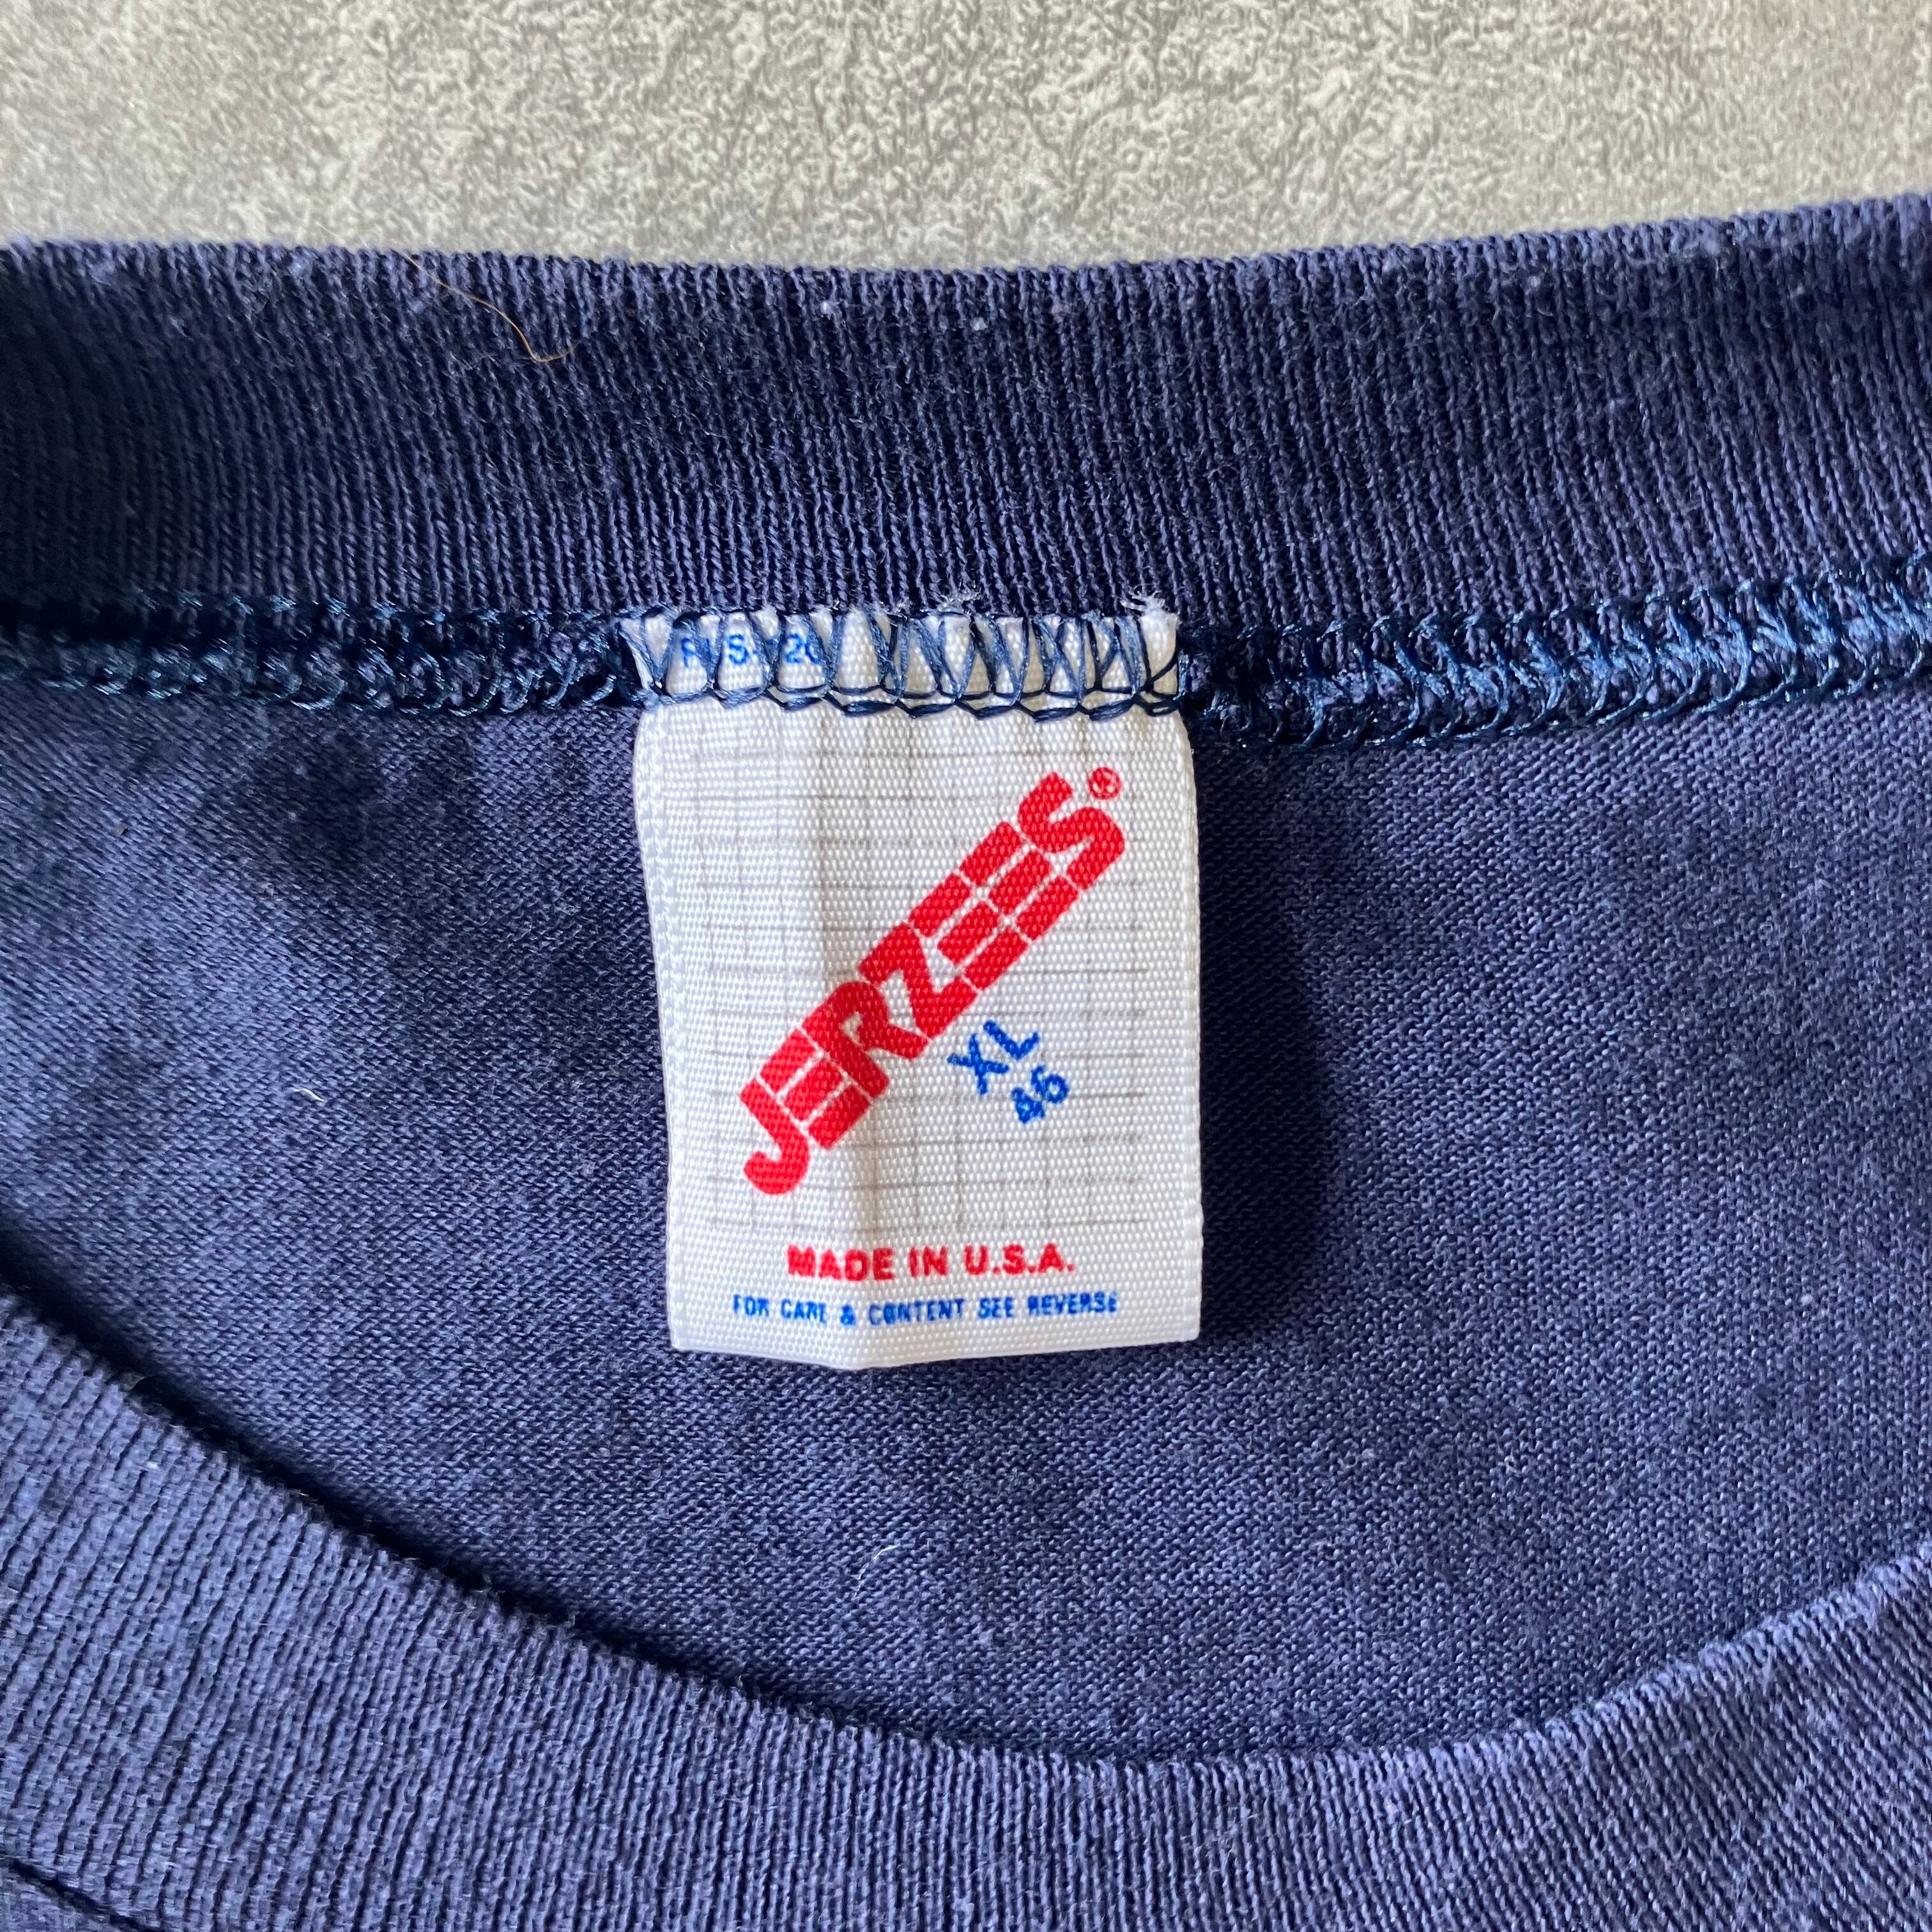 JERZEES®
XL
46
MADE IN U.S.A.
FOR CARE & CONTENT SEE REVERSE